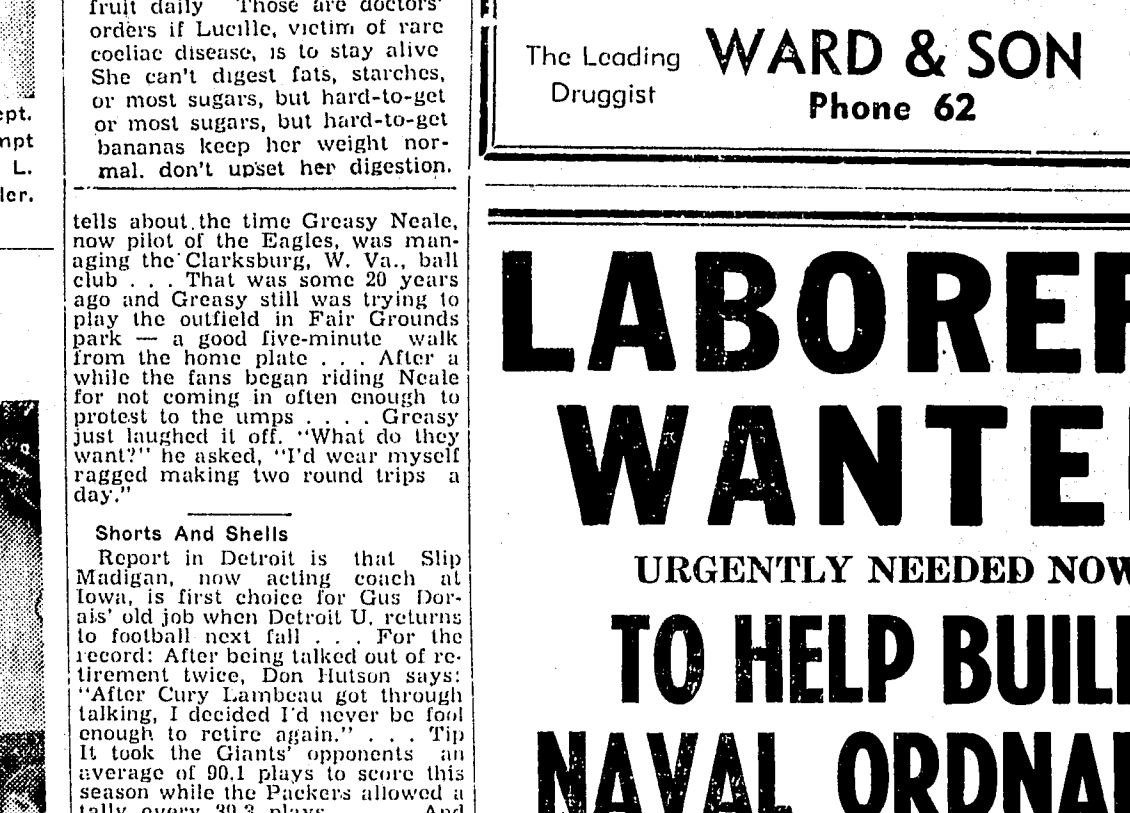 ept.
mpt
L.
ler.
fruit daily Those are doctors'
orders if Lucille, victim of rare
coeliac disease, is to stay alive
She can't digest fats, starches,
or most sugars, but hard-to-get
or most sugars, but hard-to-get
bananas keep her weight nor-
mal. don't upset her digestion.
tells about the time Greasy Neale,
now pilot of the Eagles, was man-
aging the Clarksburg, W. Va., ball
club . . . That was some 20 years
ago and Greasy still was trying to
play the outfield in Fair Grounds
park — a good five-minute walk
from the home plate . . . After a
while the fans began riding Neale
for not coming in often enough to
protest to the umps . . . . Greasy
just laughed it off. "What do they
want?" he asked, "I'd wear myself
ragged making two round trips a
day."
Shorts And Shells
Report in Detroit is that Slip
Madigan, now acting coach at
Iowa, is first choice for Gus Dor-
ais' old job when Detroit U. returns
to football next fall . . . For the
record: After being talked out of re-
tirement twice, Don Hutson says:
"After Cury Lambeau got through
talking, I decided I'd never be fool
enough to retire again." . . . Tip
It took the Giants' opponents an
average of 90.1 plays to score this
season while the Packers allowed a
tally every 39.3 plays And
The Leading
Druggist
WARD & SON
Phone 62
LABORER
WANTE
URGENTLY NEEDED NOW
TO HELP BUIL
NAVAL ORDNA